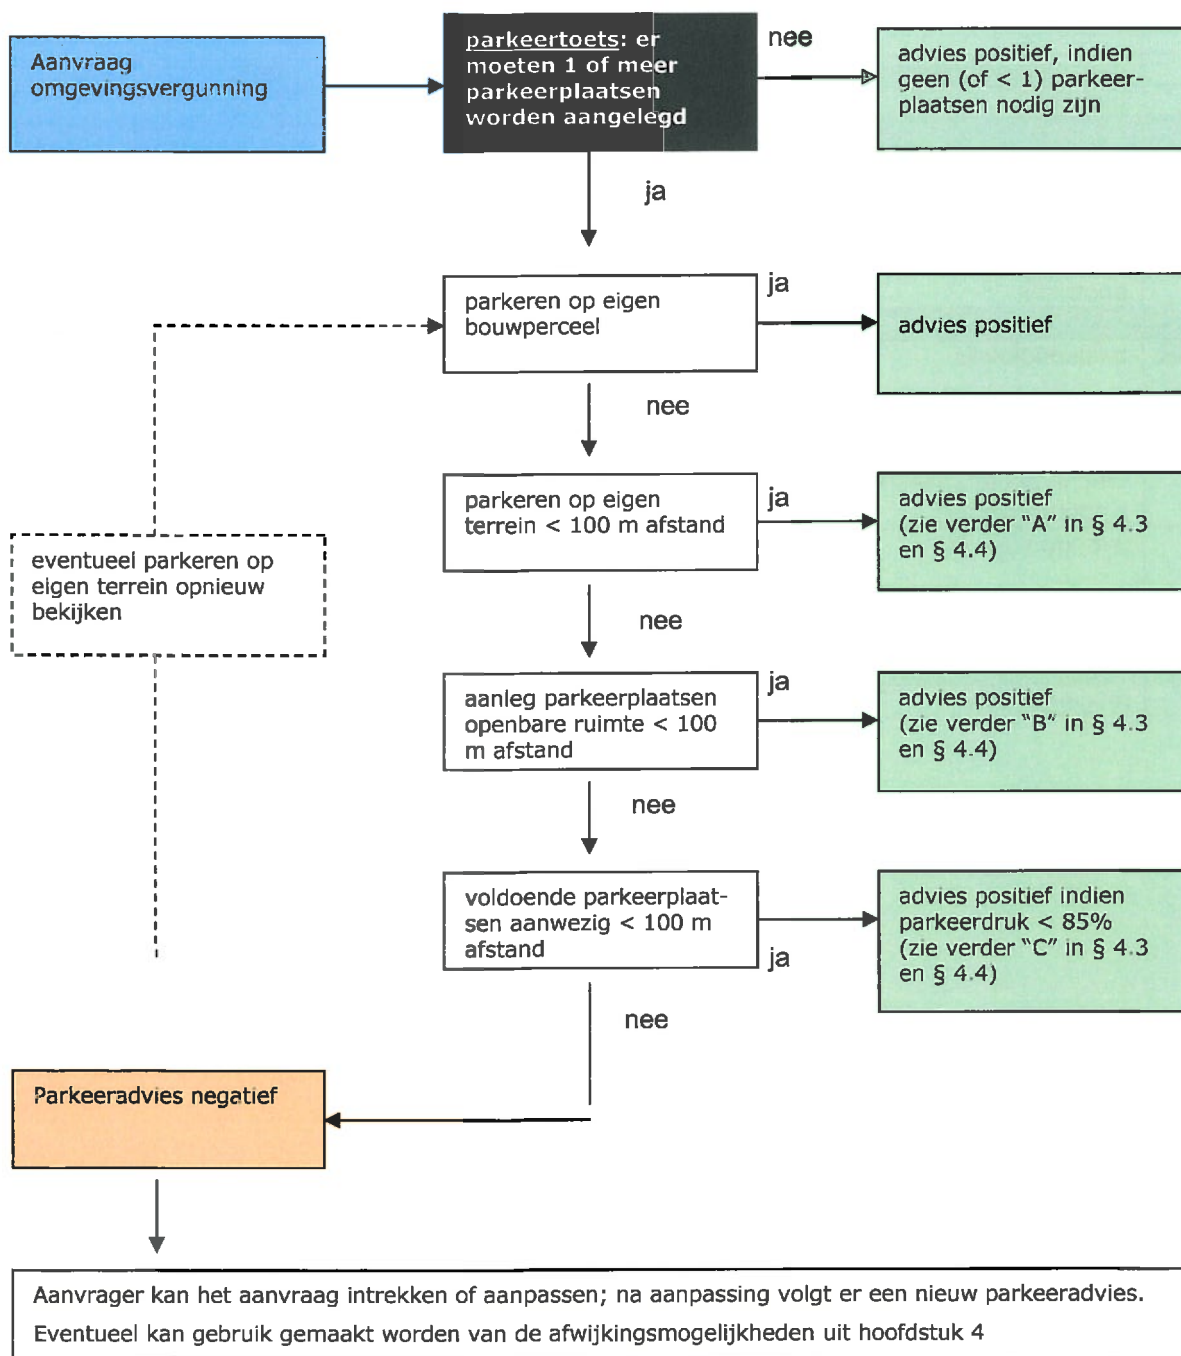 Aanvraag
omgevingsvergunning
parkeertoets: er
moeten 1 of meer
parkeerplaatsen
worden aangelegd
nee
advies positief, indien
geen (of < 1) parkeer-
plaatsen nodig zijn
ja
parkeren op eigen
bouwperceel
ja
advies positief
nee
parkeren op eigen
terrein < 100 m afstand
ja
advies positief
(zie verder "A" in § 4.3
en § 4.4)
eventueel parkeren op
eigen terrein opnieuw
bekijken
nee
aanleg parkeerplaatsen
openbare ruimte < 100
m afstand
ja
advies positief
(zie verder "B" in § 4.3
en § 4.4)
nee
voldoende parkeerplaat-
sen aanwezig < 100 m
afstand
ja
advies positief indien
parkeerdruk < 85%
(zie verder "C" in § 4.3
en § 4.4)
nee
Parkeeradvies negatief
Aanvrager kan het aanvraag intrekken of aanpassen; na aanpassing volgt er een nieuw parkeeradvies.
Eventueel kan gebruik gemaakt worden van de afwijkingsmogelijkheden uit hoofdstuk 4